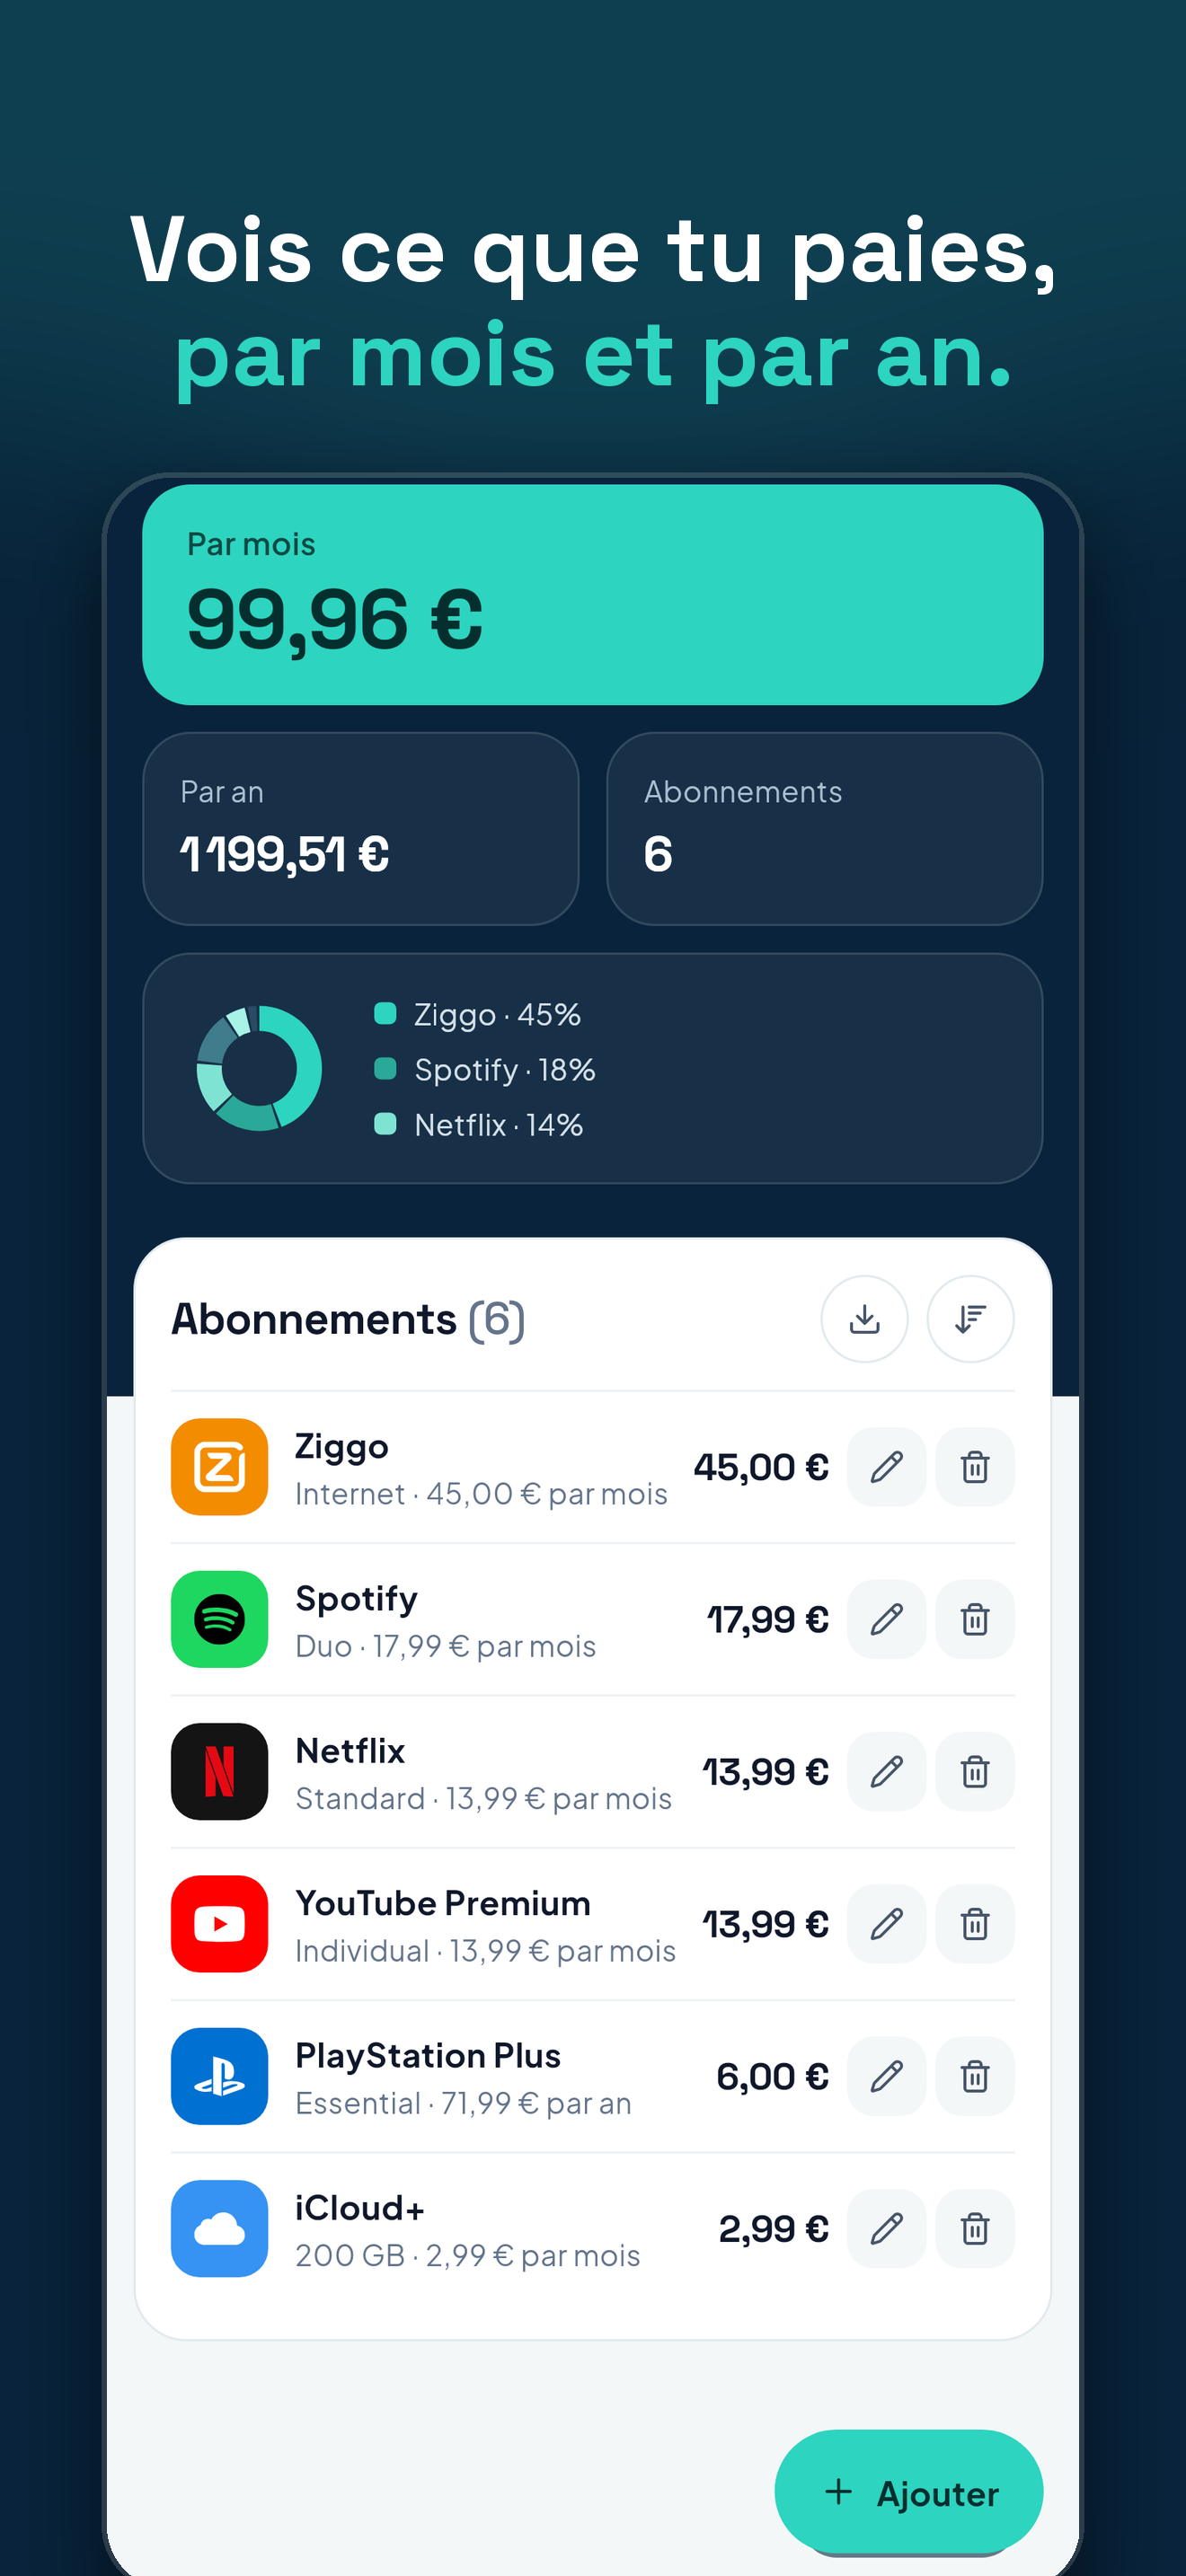 Vois ce que tu paies,
par mois et par an.
Par mois
99,96 €
Par an
1 199,51 €
Abonnements
6
Ziggo · 45%
Spotify · 18%
Netflix · 14%
Abonnements (6)
Ziggo
Internet · 45,00 € par mois
45,00 €
Spotify
Duo · 17,99 € par mois
17,99 €
Netflix
Standard · 13,99 € par mois
13,99 €
YouTube Premium
Individual · 13,99 € par mois
13,99 €
PlayStation Plus
Essential · 71,99 € par an
6,00 €
iCloud+
200 GB · 2,99 € par mois
2,99 €
+ Ajouter